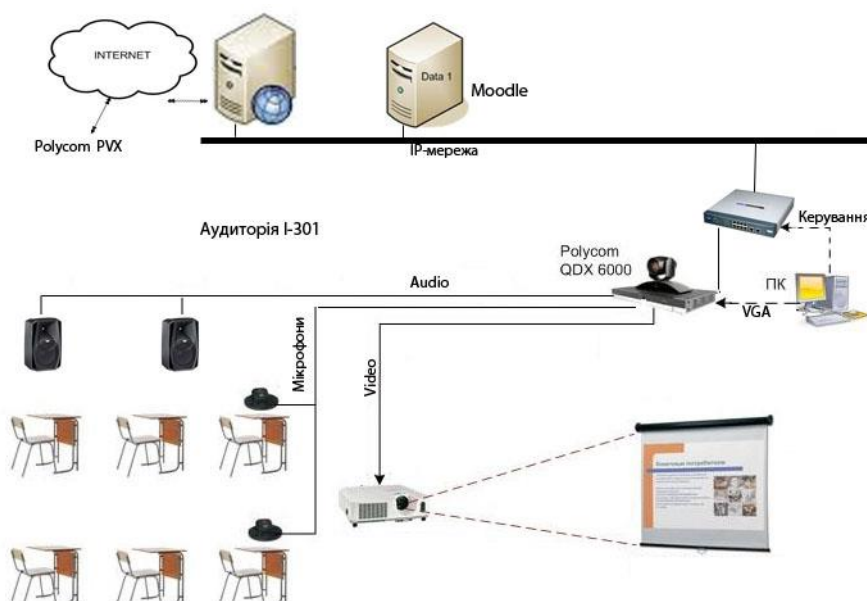 INTERNET
Data 1
Moodle
Polycom PVX
IP-мережа
Керування
Аудиторія I-301
Polycom
QDX 6000
ПК
Audio
VGA
Мікрофони
Video